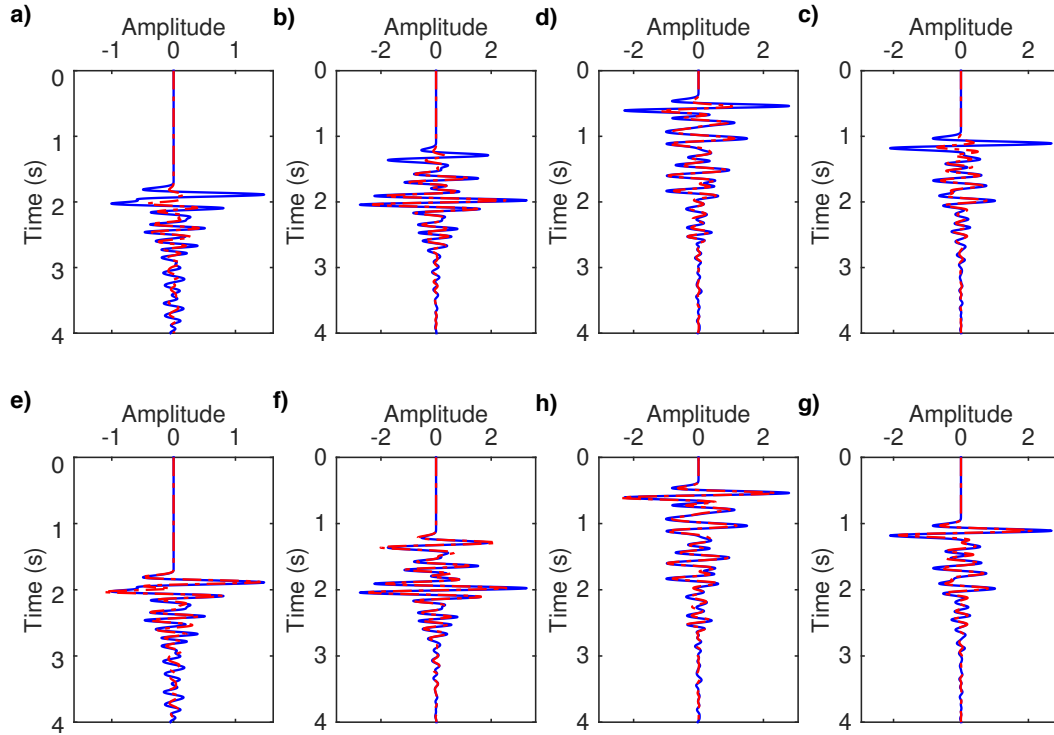 a) b) d) c)
Amplitude Amplitude Amplitude Amplitude
-1 0 1 -2 0 2 -2 0 2 -2 0 2
0 0 0 0
1 1 1 1
2 2 2 2
3 3 3 3
4 4 4 4
Time (s) Time (s) Time (s) Time (s)
e) f) h) g)
Amplitude Amplitude Amplitude Amplitude
-1 0 1 -2 0 2 -2 0 2 -2 0 2
0 0 0 0
1 1 1 1
2 2 2 2
3 3 3 3
4 4 4 4
Time (s) Time (s) Time (s) Time (s)